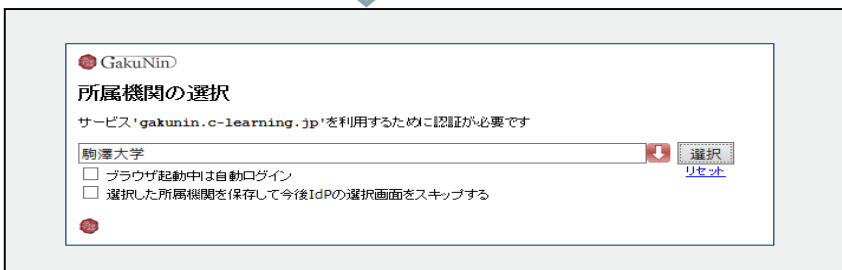 GakuNin
所属機関の選択
サービス'gakunin.c-learning.jp'を利用するために認証が必要です
駒澤大学
選択
ブラウザ起動中は自動ログイン
リセット
選択した所属機関を保存して今後IdPの選択画面をスキップする